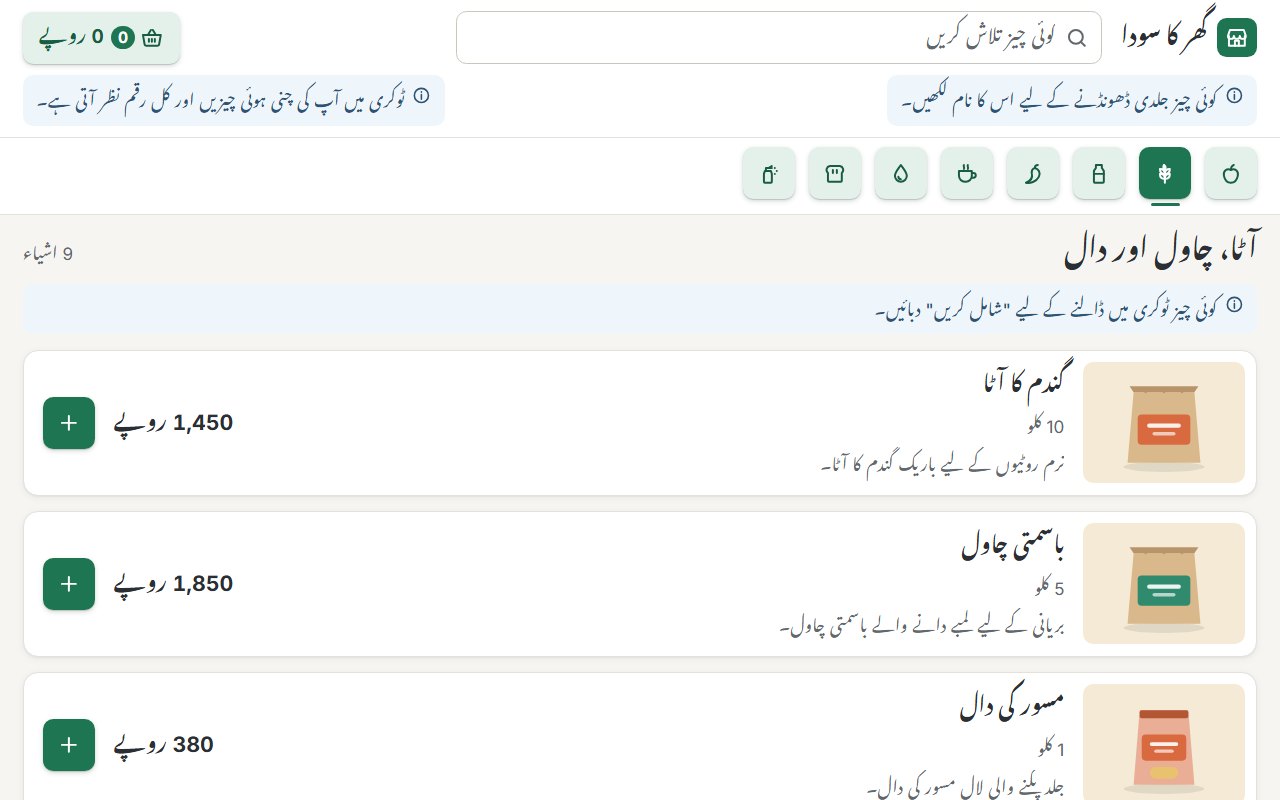 گھر کا سودا
کوئی چیز تلاش کریں
0 0 روپے
کوئی چیز جلدی ڈھونڈنے کے لیے اس کا نام لکھیں۔
ٹوکری میں آپ کی چنی ہوئی چیزیں اور کل رقم نظر آتی ہے۔
آٹا، چاول اور دال
9 اشیاء
کوئی چیز ٹوکری میں ڈالنے کے لیے "شامل کریں" دبائیں۔
گندم کا آٹا
10 کلو
نرم روٹیوں کے لیے باریک گندم کا آٹا۔
1,450 روپے
باسمتی چاول
5 کلو
بریانی کے لیے لمبے دانے والے باسمتی چاول۔
1,850 روپے
مسور کی دال
1 کلو
جلد پکنے والی لال مسور کی دال۔
380 روپے